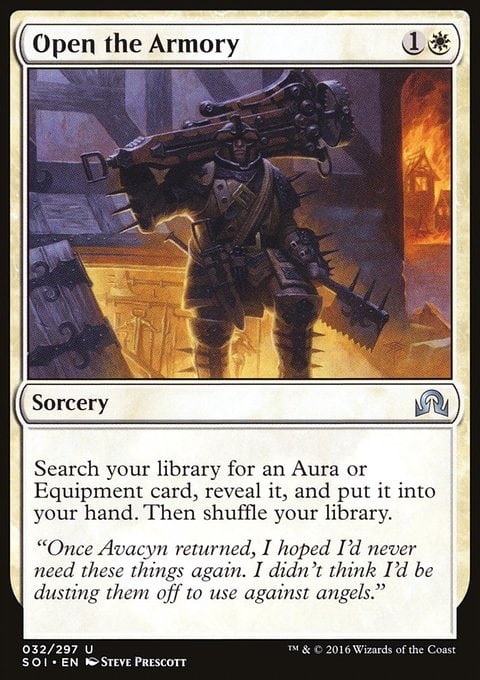 Open the Armory 1
Sorcery
Search your library for an Aura or
Equipment card, reveal it, and put it into
your hand. Then shuffle your library.
“Once Avacyn returned, I hoped I’d never
need these things again. I didn’t think I’d be
dusting them off to use against angels.”
032/297 U
SOI • EN Steve Prescott
™ & © 2016 Wizards of the Coast